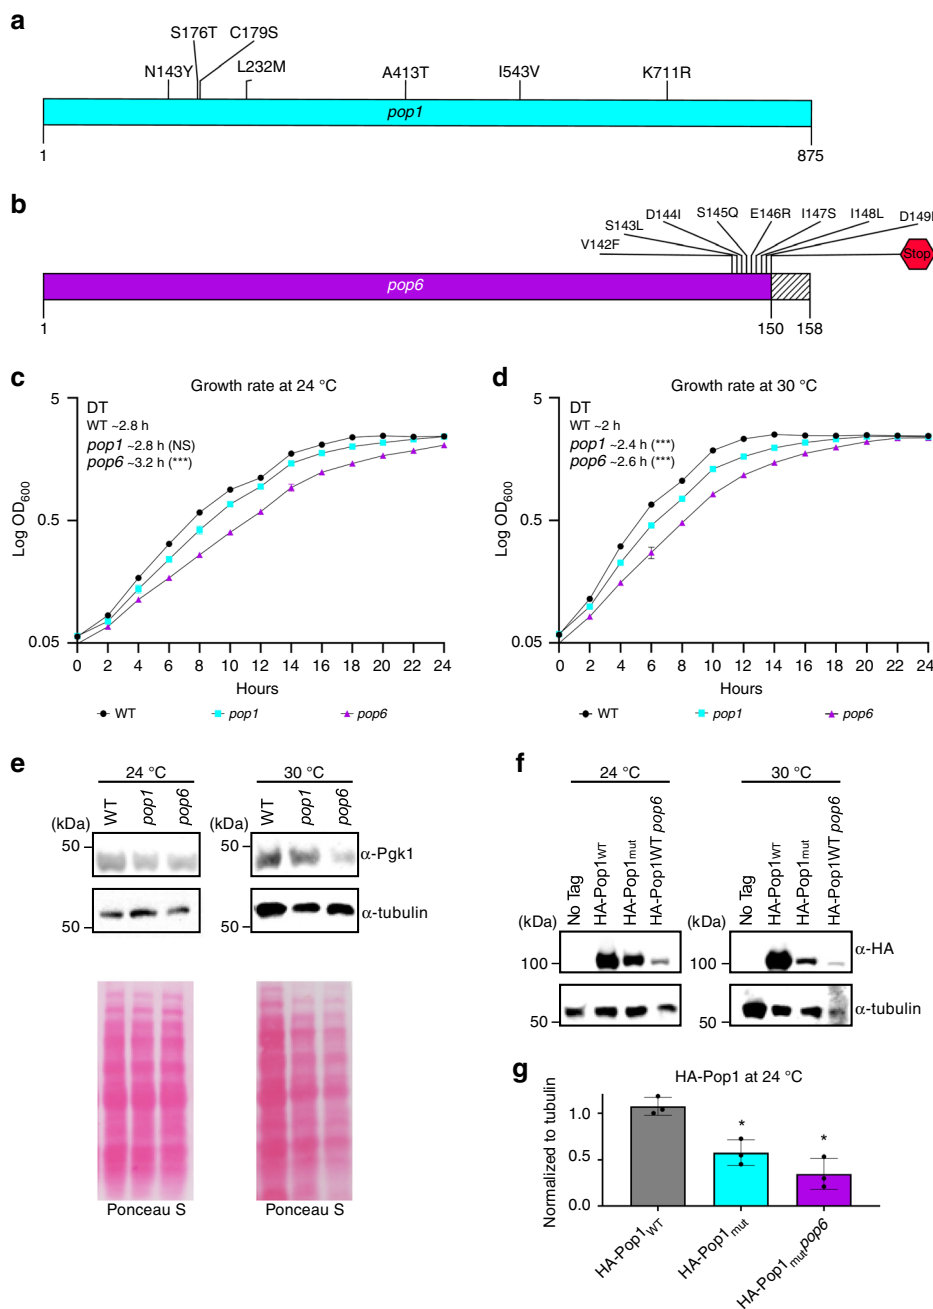 a
S176T C179S
N143Y L232M A413T I543V K711R
pop1
1 875
b
D144I S145Q E146R I147S I148L D149
S143L
V142F
Stop
pop6
1 150 158
c
Growth rate at 24 °C
DT
WT ~2.8 h
pop1 ~2.8 h (NS)
pop6 ~3.2 h (***)
Log OD600
5
0.5
0.05
0 2 4 6 8 10 12 14 16 18 20 22 24
Hours
WT pop1 pop6
d
Growth rate at 30 °C
DT
WT ~2 h
pop1 ~2.4 h (***)
pop6 ~2.6 h (***)
Log OD600
5
0.5
0.05
0 2 4 6 8 10 12 14 16 18 20 22 24
Hours
WT pop1 pop6
e
24 °C 30 °C
WT pop1 pop6 WT pop1 pop6
(kDa) (kDa)
50 50 α-Pgk1
50 50 α-tubulin
Ponceau S Ponceau S
f
24 °C 30 °C
No Tag HA-Pop1WT HA-Pop1mut HA-Pop1WT pop6 No Tag HA-Pop1WT HA-Pop1mut HA-Pop1WT pop6
(kDa) (kDa)
100 100 α-HA
50 50 α-tubulin
g
HA-Pop1 at 24 °C
Normalized to tubulin
1.0
0.5
0.0
* *
HA-Pop1WT HA-Pop1mut HA-Pop1mutpop6